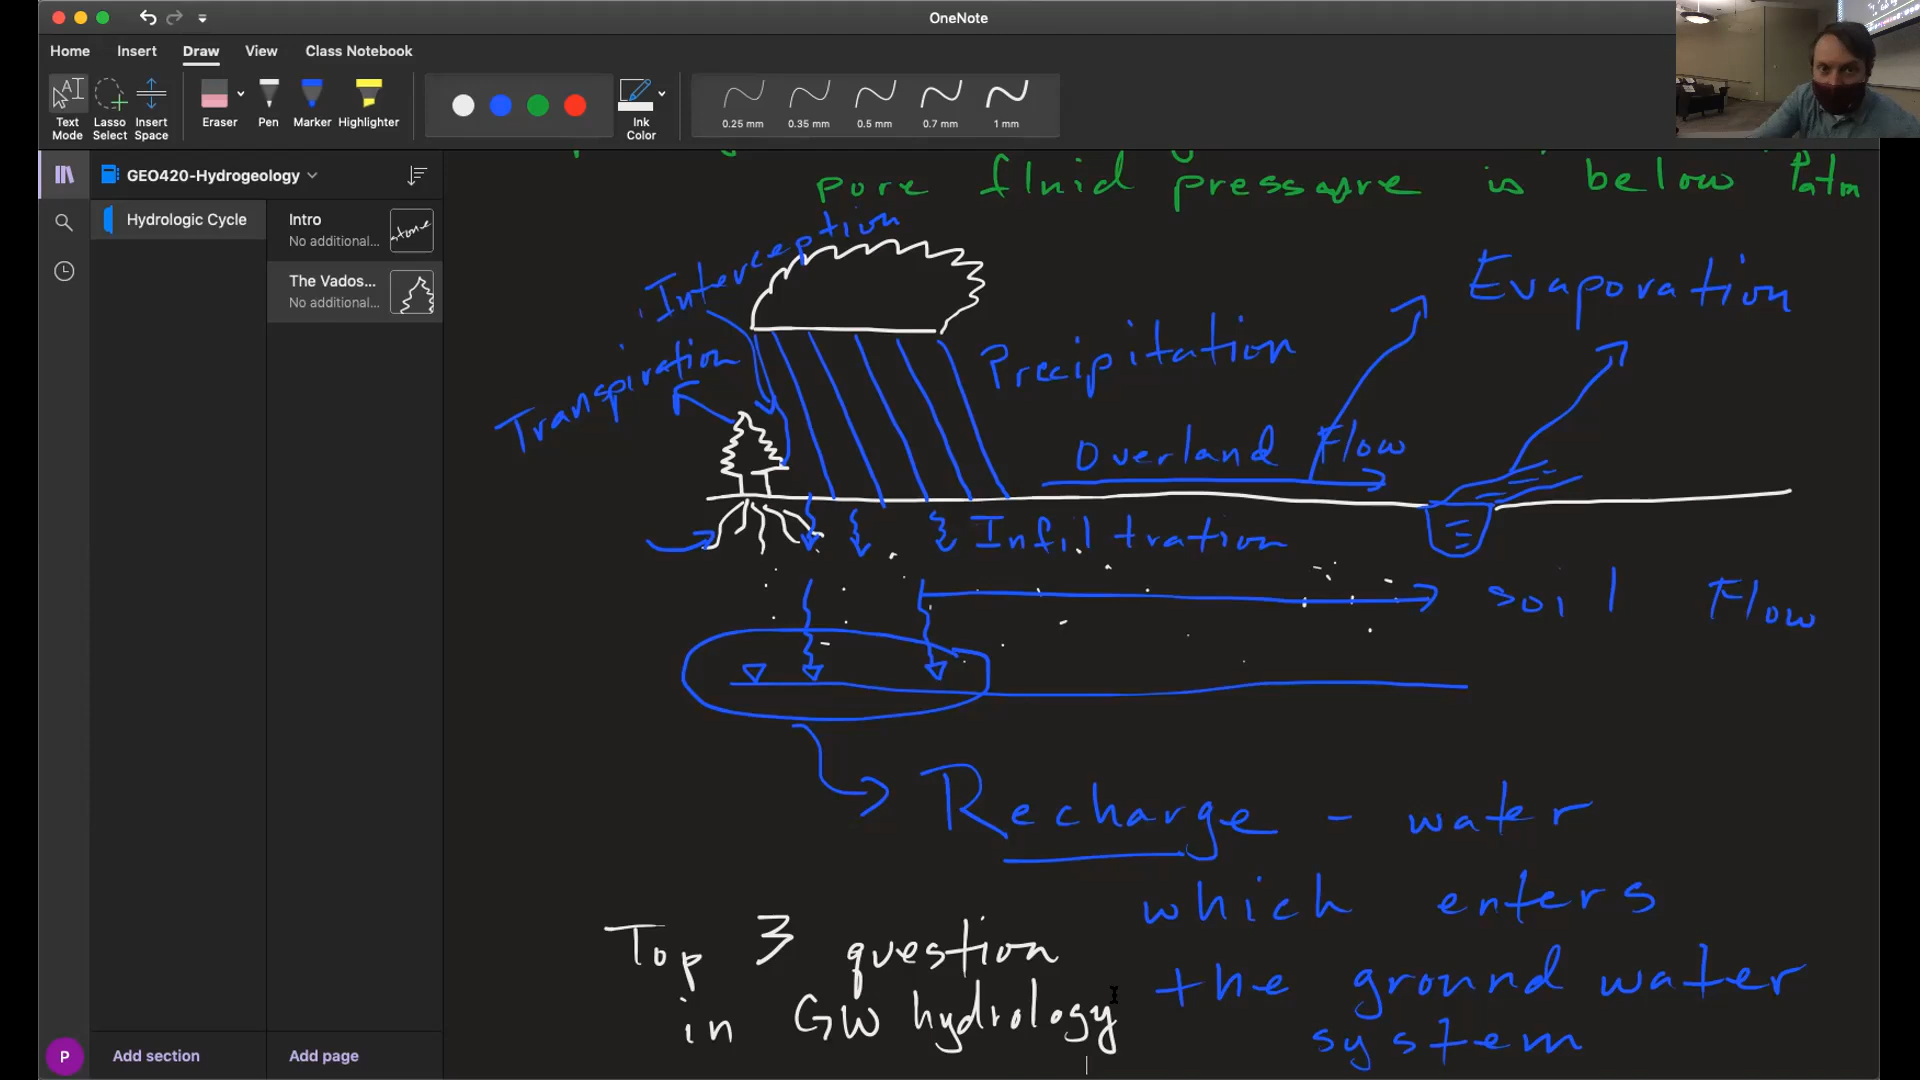 OneNote
Home Insert Draw View Class Notebook
Text Mode
Lasso Select
Insert Space
Eraser
Pen
Marker
Highlighter
Ink Color
0.25 mm 0.35 mm 0.5 mm 0.7 mm 1 mm
GEO420-Hydrogeology
Hydrologic Cycle
Intro
No additional...
The Vados...
No additional...
Add section
Add page
P
pore fluid pressure is below Patm
Interception
Evaporation
Precipitation
Transpiration
Overland Flow
Infiltration
soil Flow
Recharge - water
which enters
the ground water
system
Top 3 question
in GW hydrology